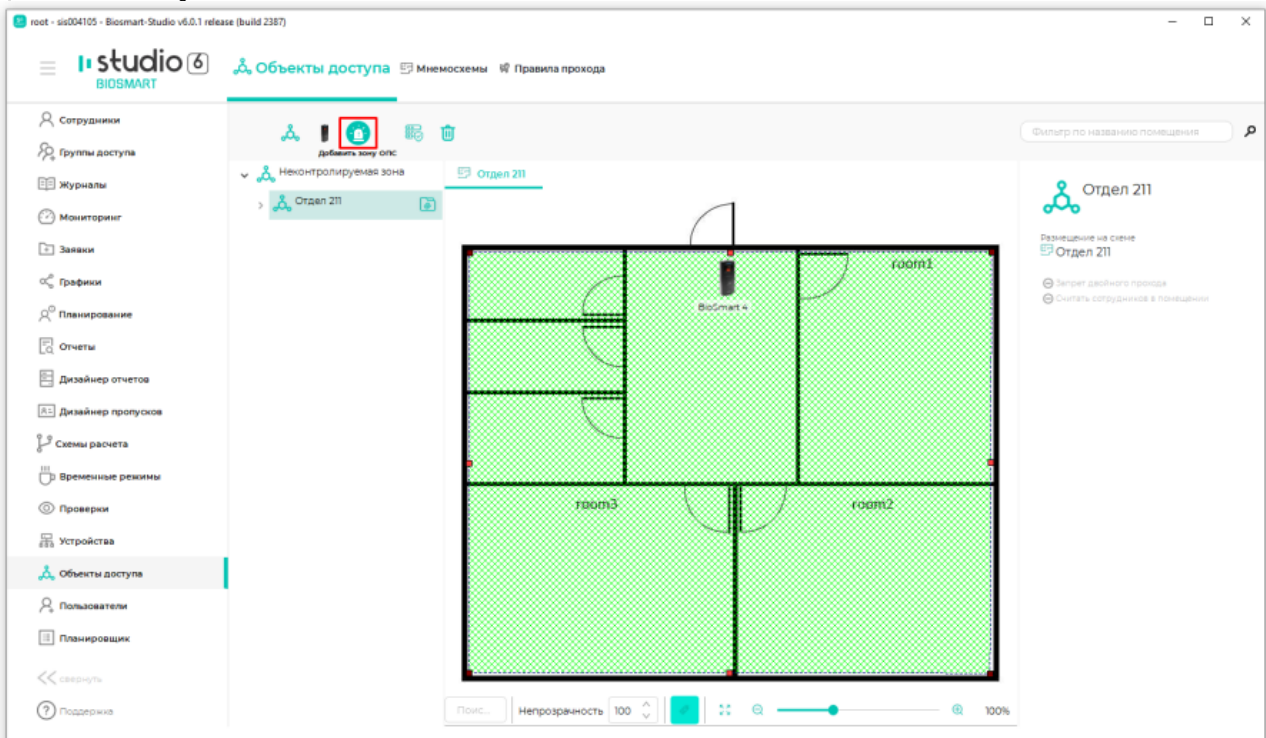 root - sis004105 - Biosmart-Studio v6.0.1 release (build 2387)
studio 6
BIOSMART
Объекты доступа
Мнемосхемы
Правила прохода
Сотрудники
Группы доступа
Журналы
Мониторинг
Заявки
Графики
Планирование
Отчеты
Дизайнер отчетов
Дизайнер пропусков
Схемы расчета
Временные режимы
Проверки
Устройства
Объекты доступа
Пользователи
Планировщик
свернуть
Поддержка
Добавить зону ОПС
Фильтр по названию помещения
Неконтролируемая зона
Отдел 211
Отдел 211
room1
BioSmart 4
room3
room2
Поиск...
Непрозрачность 100
100%
Отдел 211
Размещение на схеме
Отдел 211
Запрет двойного прохода
Считать сотрудников в помещении